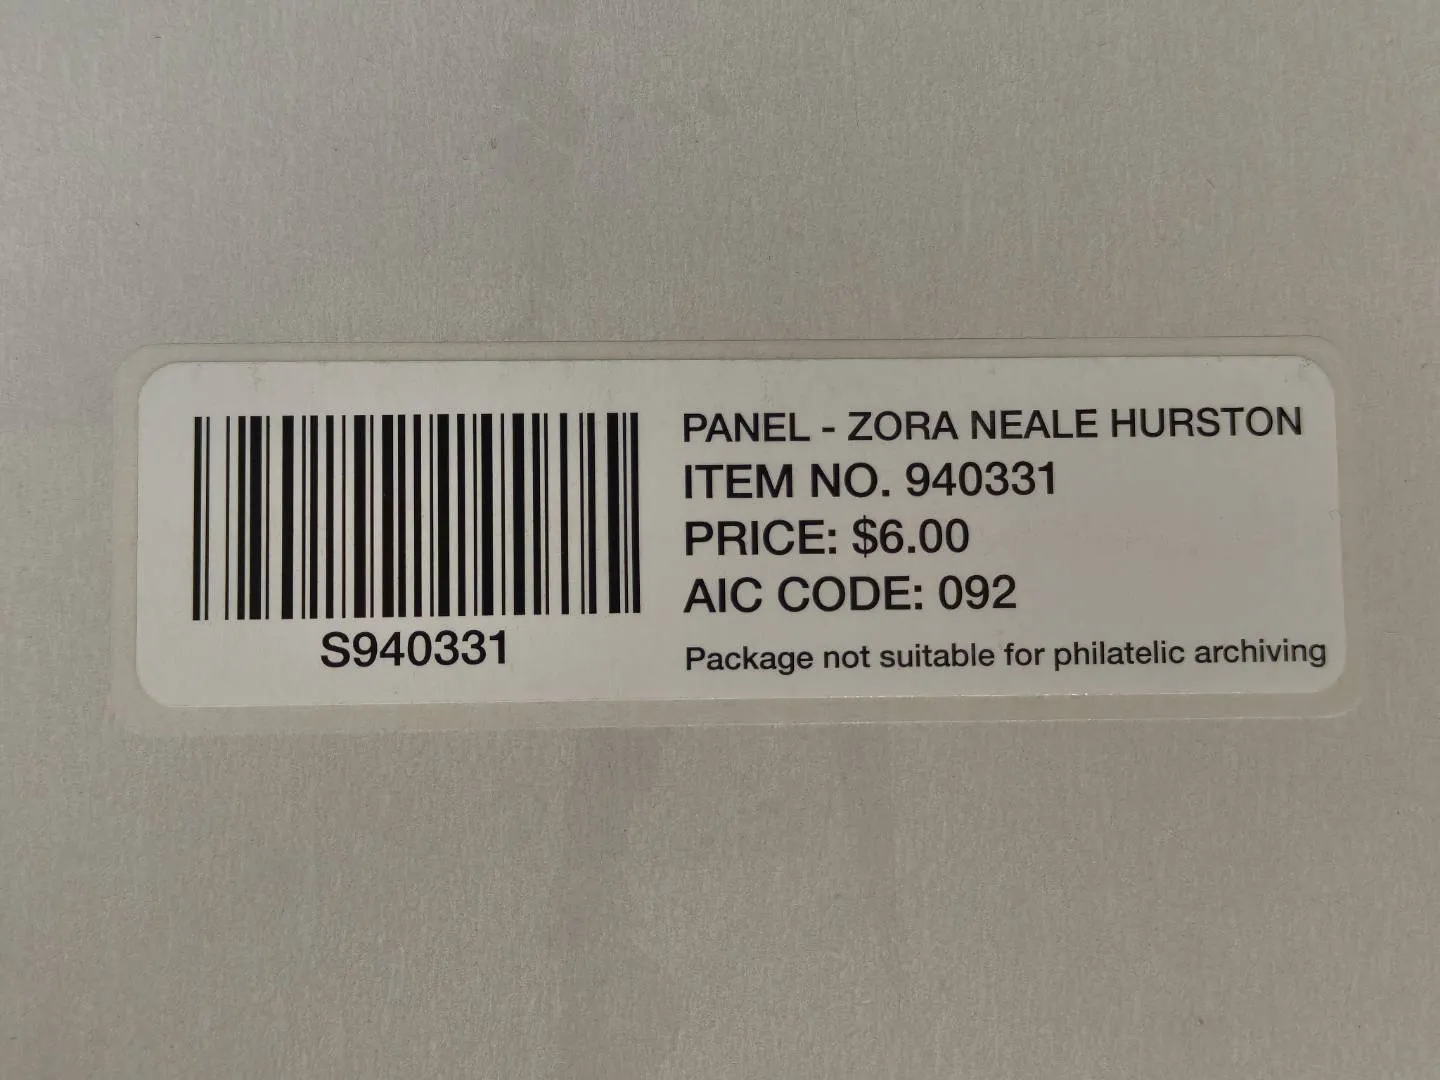 PANEL - ZORA NEALE HURSTON
ITEM NO. 940331
PRICE: $6.00
AIC CODE: 092
Package not suitable for philatelic archiving
S940331